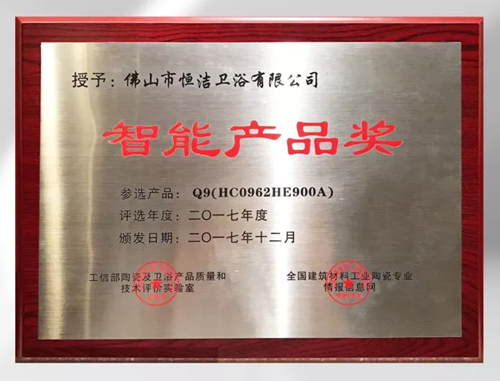 授予：佛山市恒洁卫浴有限公司
智能产品奖
参选产品：Q9(HC0962HE900A)
评选年度：二〇一七年度
颁发日期：二〇一七年十二月
工信部陶瓷及卫浴产品质量和
技术评价实验室
全国建筑材料工业陶瓷专业
情报信息网